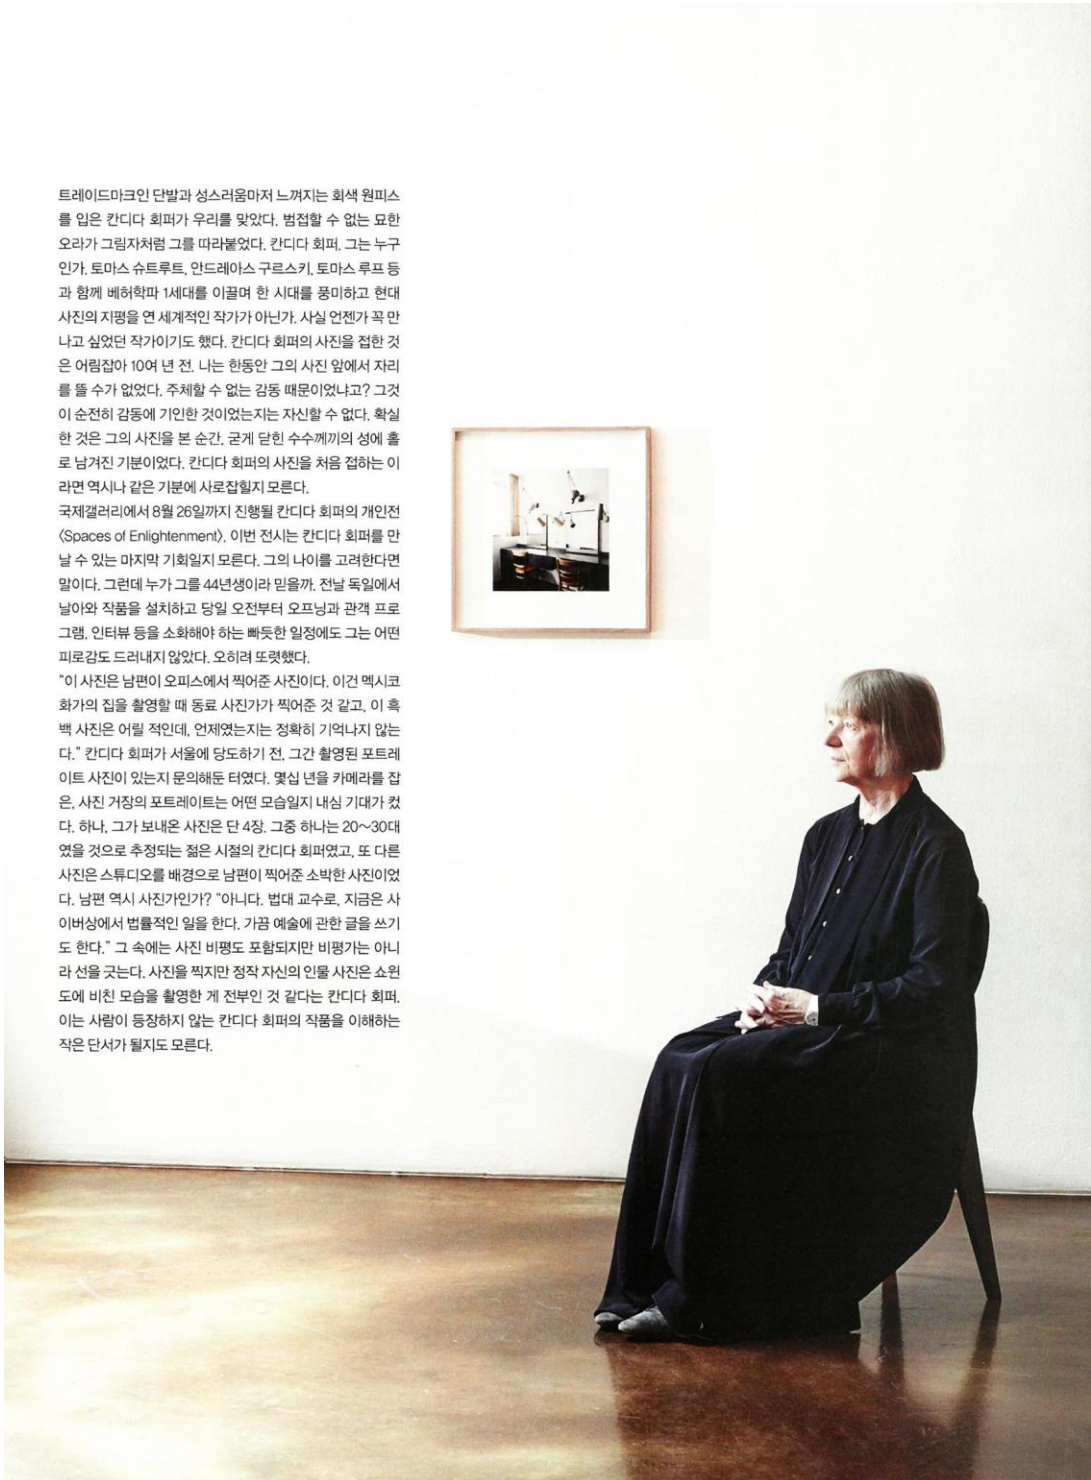 트레이드마크인 단발과 성스러움마저 느껴지는 회색 원피스
를 입은 칸디다 회퍼가 우리를 맞았다. 범접할 수 없는 묘한
오라가 그림자처럼 그를 따라붙었다. 칸디다 회퍼. 그는 누구
인가. 토마스 슈트루트, 안드레아스 구르스키, 토마스 루프 등
과 함께 베허학파 1세대를 이끌며 한 시대를 풍미하고 현대
사진의 지평을 연 세계적인 작가가 아닌가. 사실 언젠가 꼭 만
나고 싶었던 작가이기도 했다. 칸디다 회퍼의 사진을 접한 것
은 어림잡아 10여 년 전. 나는 한동안 그의 사진 앞에서 자리
를 뜰 수가 없었다. 주체할 수 없는 감동 때문이었냐고? 그것
이 순전히 감동에 기인한 것이었는지는 자신할 수 없다. 확실
한 것은 그의 사진을 본 순간, 굳게 닫힌 수수께끼의 성에 홀
로 남겨진 기분이었다. 칸디다 회퍼의 사진을 처음 접하는 이
라면 역시나 같은 기분에 사로잡힐지 모른다.
국제갤러리에서 8월 26일까지 진행될 칸디다 회퍼의 개인전
〈Spaces of Enlightenment〉. 이번 전시는 칸디다 회퍼를 만
날 수 있는 마지막 기회일지 모른다. 그의 나이를 고려한다면
말이다. 그런데 누가 그를 44년생이라 믿을까. 전날 독일에서
날아와 작품을 설치하고 당일 오전부터 오프닝과 관객 프로
그램, 인터뷰 등을 소화해야 하는 빠듯한 일정에도 그는 어떤
피로감도 드러내지 않았다. 오히려 또렷했다.
“이 사진은 남편이 오피스에서 찍어준 사진이다. 이건 멕시코
화가의 집을 촬영할 때 동료 사진가가 찍어준 것 같고, 이 흑
백 사진은 어릴 적인데, 언제였는지는 정확히 기억나지 않는
다.” 칸디다 회퍼가 서울에 당도하기 전, 그간 촬영된 포트레
이트 사진이 있는지 문의해둔 터였다. 몇십 년을 카메라를 잡
은, 사진 거장의 포트레이트는 어떤 모습일지 내심 기대가 컸
다. 하나, 그가 보내온 사진은 단 4장. 그중 하나는 20～30대
였을 것으로 추정되는 젊은 시절의 칸디다 회퍼였고, 또 다른
사진은 스튜디오를 배경으로 남편이 찍어준 소박한 사진이었
다. 남편 역시 사진가인가? “아니다. 법대 교수로, 지금은 사
이버상에서 법률적인 일을 한다. 가끔 예술에 관한 글을 쓰기
도 한다.” 그 속에는 사진 비평도 포함되지만 비평가는 아니
라 선을 긋는다. 사진을 찍지만 정작 자신의 인물 사진은 쇼윈
도에 비친 모습을 촬영한 게 전부인 것 같다는 칸디다 회퍼.
이는 사람이 등장하지 않는 칸디다 회퍼의 작품을 이해하는
작은 단서가 될지도 모른다.